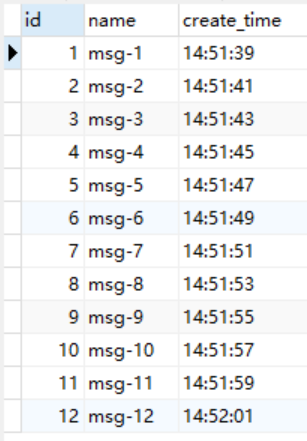 id name create_time
1 msg-1 14:51:39
2 msg-2 14:51:41
3 msg-3 14:51:43
4 msg-4 14:51:45
5 msg-5 14:51:47
6 msg-6 14:51:49
7 msg-7 14:51:51
8 msg-8 14:51:53
9 msg-9 14:51:55
10 msg-10 14:51:57
11 msg-11 14:51:59
12 msg-12 14:52:01